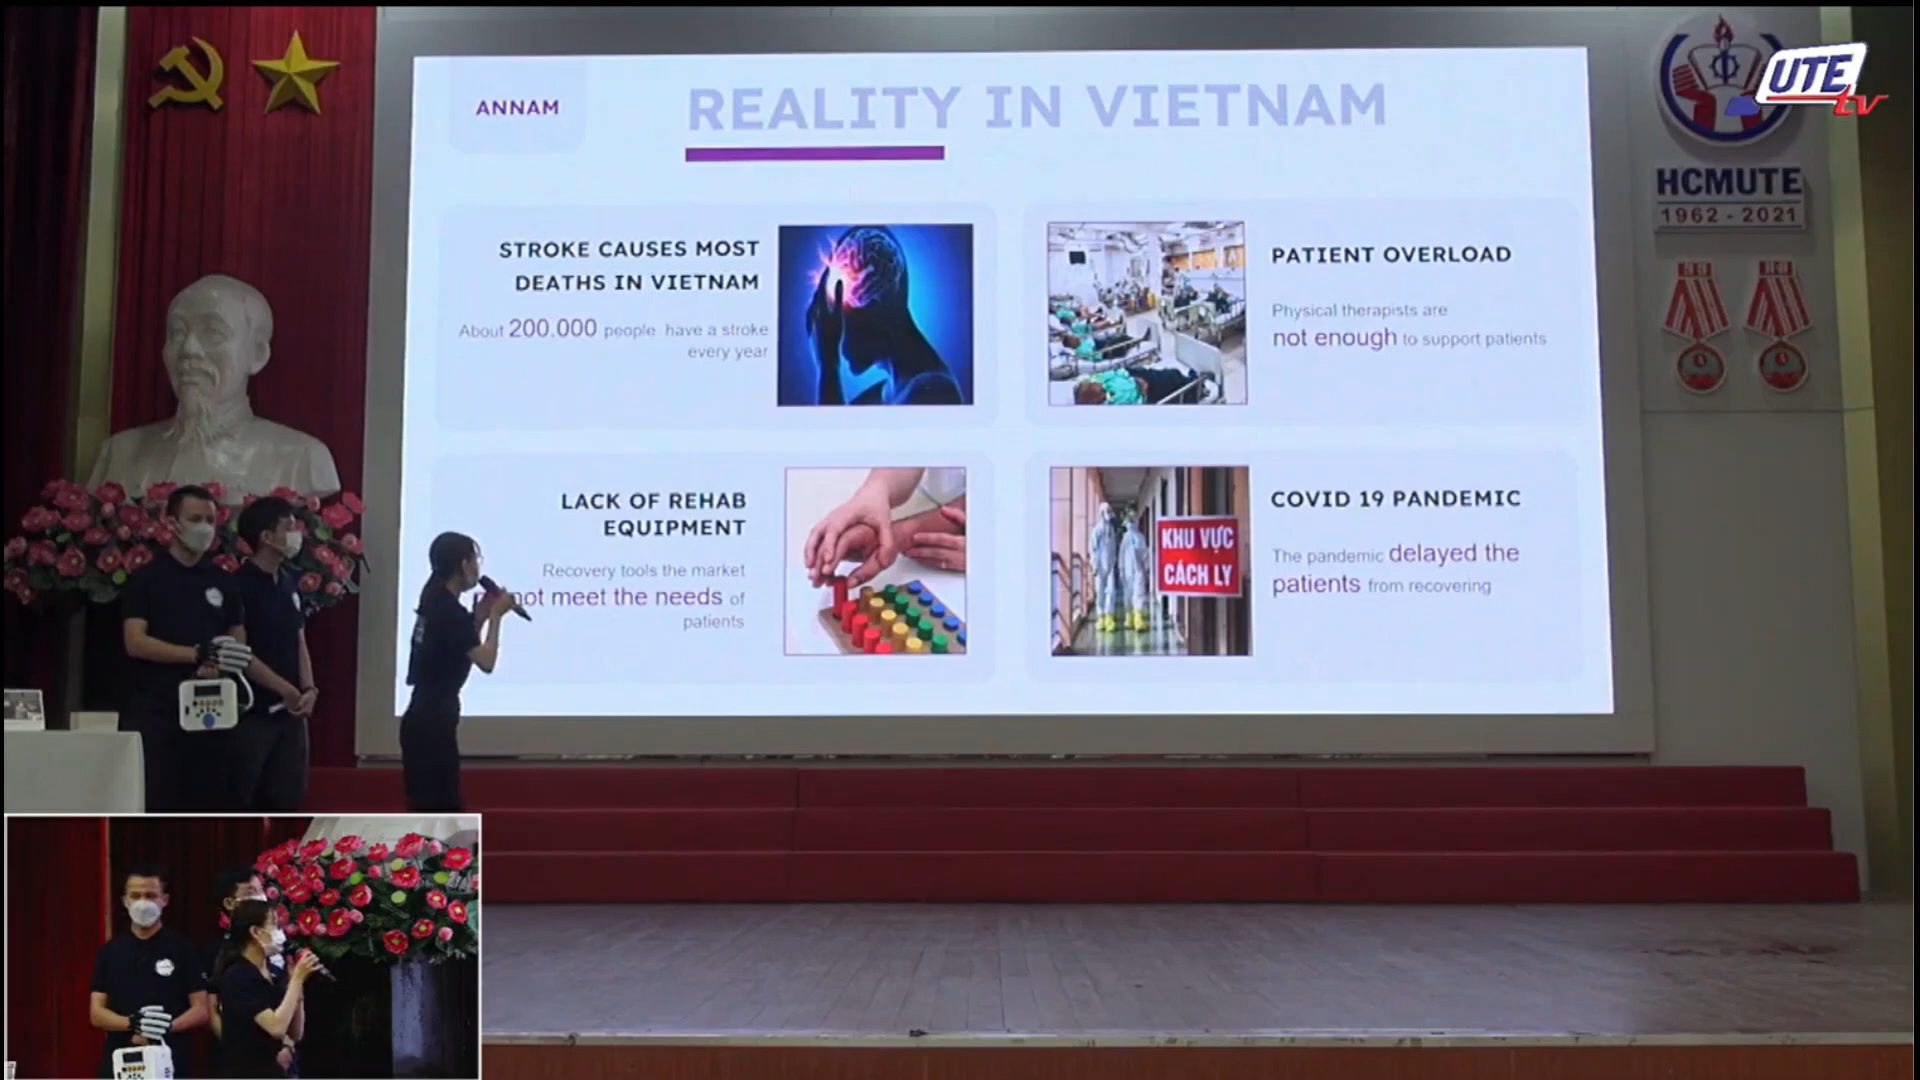 UTE
tv
HCMUTE
1962 - 2021
ANNAM
REALITY IN VIETNAM
STROKE CAUSES MOST
DEATHS IN VIETNAM
About 200.000 people have a stroke
every year
PATIENT OVERLOAD
Physical therapists are
not enough to support patients
LACK OF REHAB
EQUIPMENT
Recovery tools the market
not meet the needs of
patients
COVID 19 PANDEMIC
The pandemic delayed the
patients from recovering
KHU VỰC
CÁCH LY